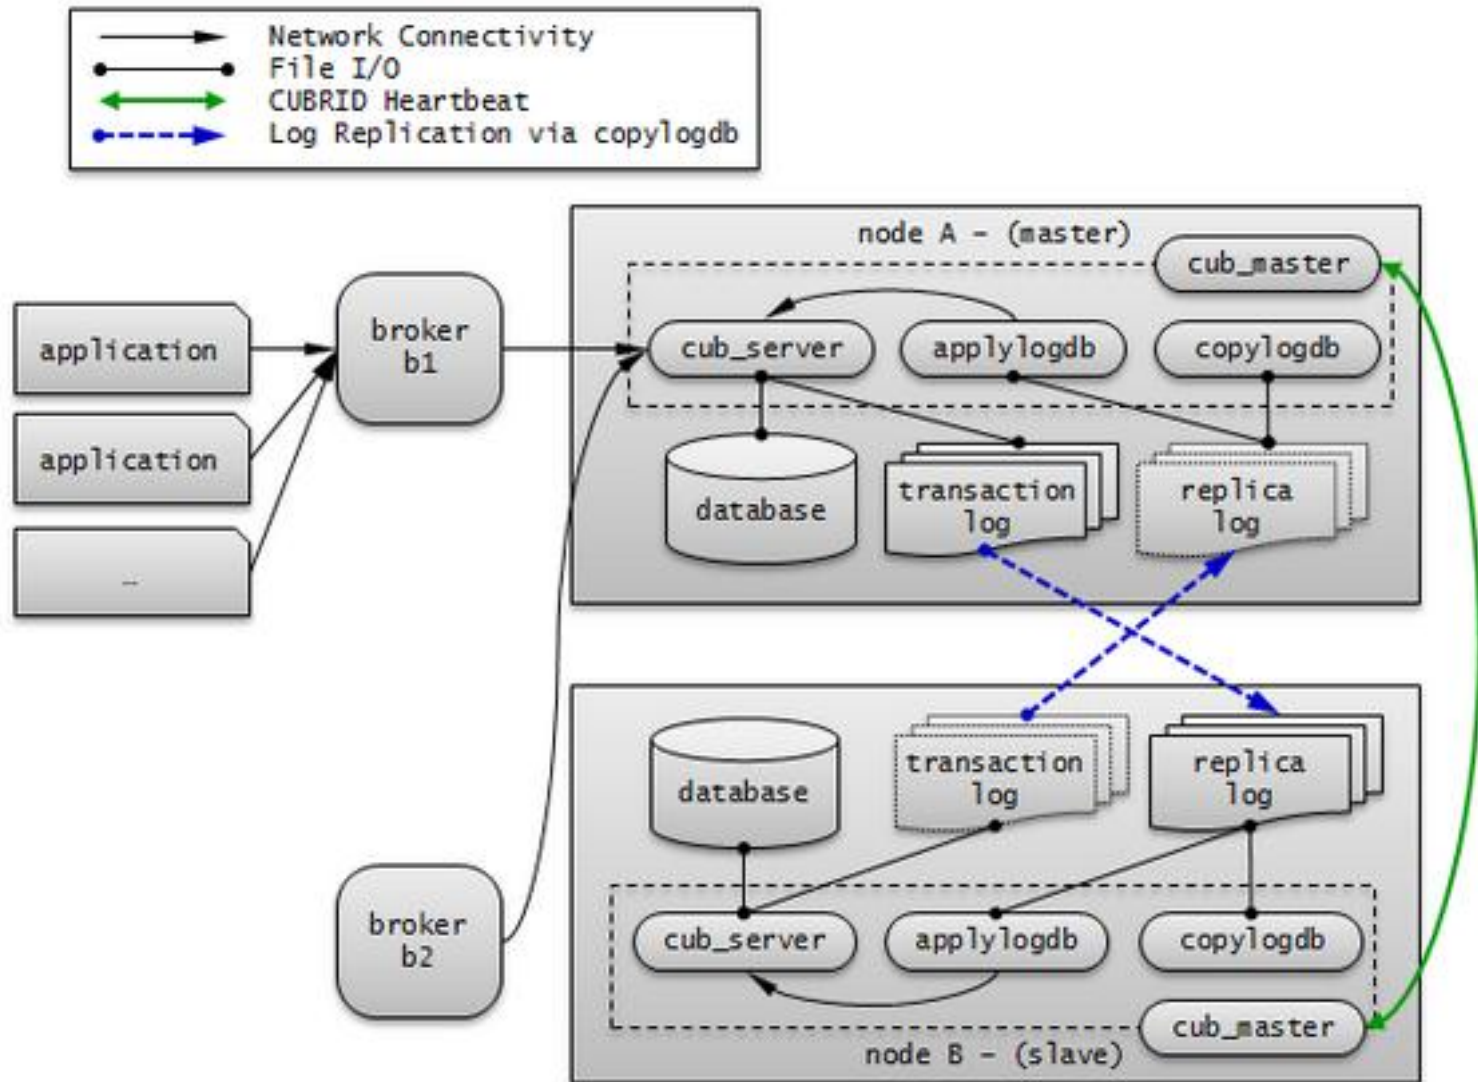 Network Connectivity
File I/O
CUBRID Heartbeat
Log Replication via copylogdb
node A - (master)
cub_master
application
broker
b1
cub_server
applylogdb
copylogdb
application
database
transaction
log
replica
log
…
database
transaction
log
replica
log
broker
b2
cub_server
applylogdb
copylogdb
cub_master
node B - (slave)